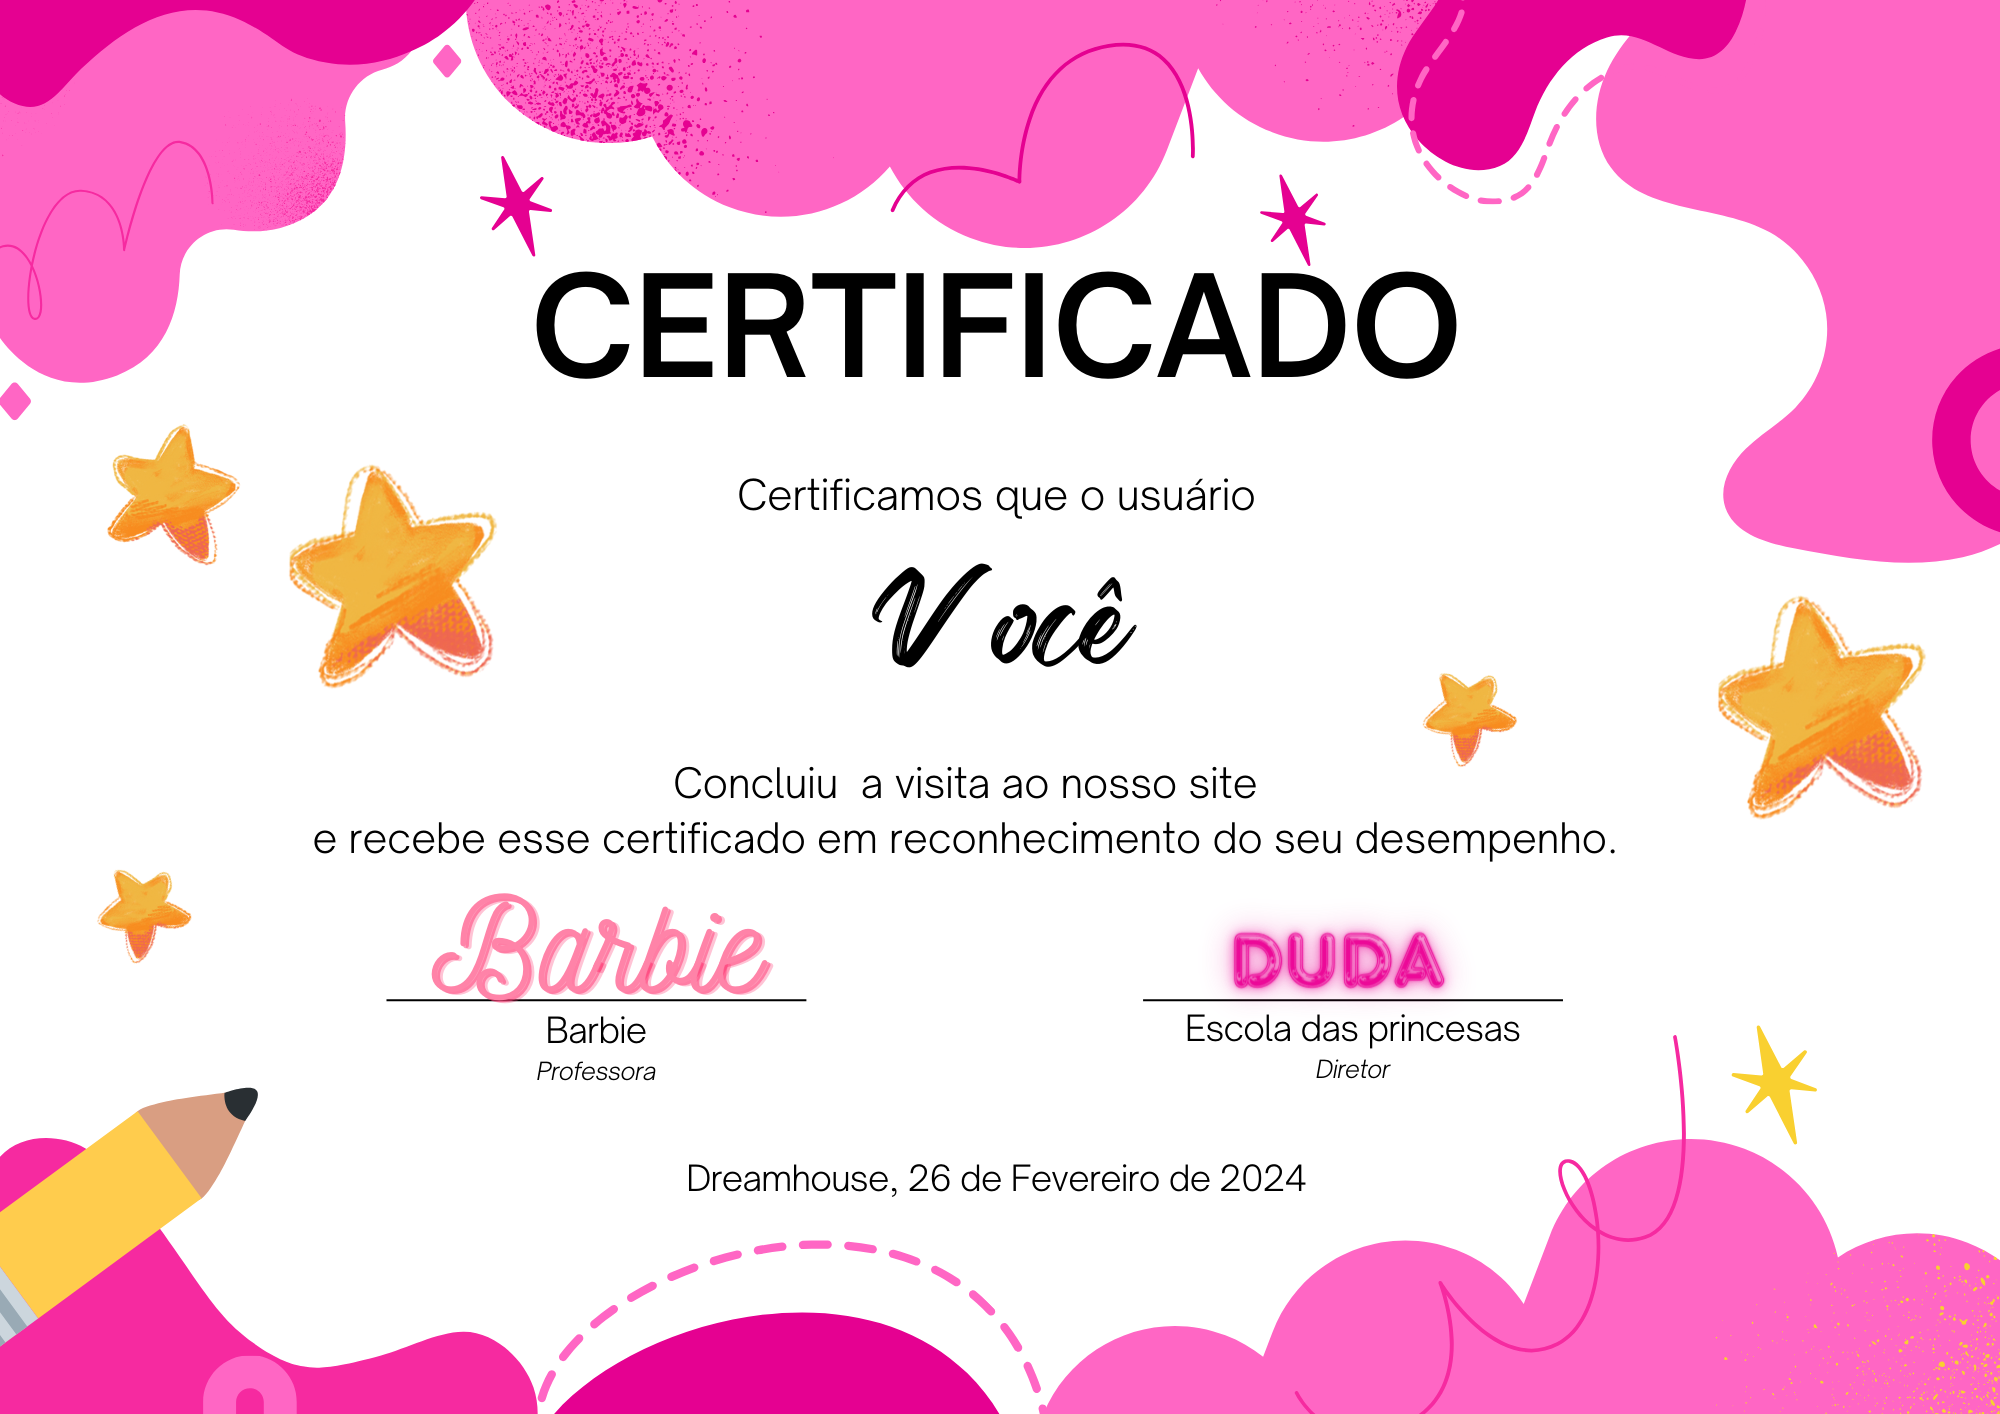 CERTIFICADO
Certificamos que o usuário
Você
Concluiu  a visita ao nosso site
e recebe esse certificado em reconhecimento do seu desempenho.
Barbie
DUDA
Barbie
Escola das princesas
Professora
Diretor
Dreamhouse, 26 de Fevereiro de 2024